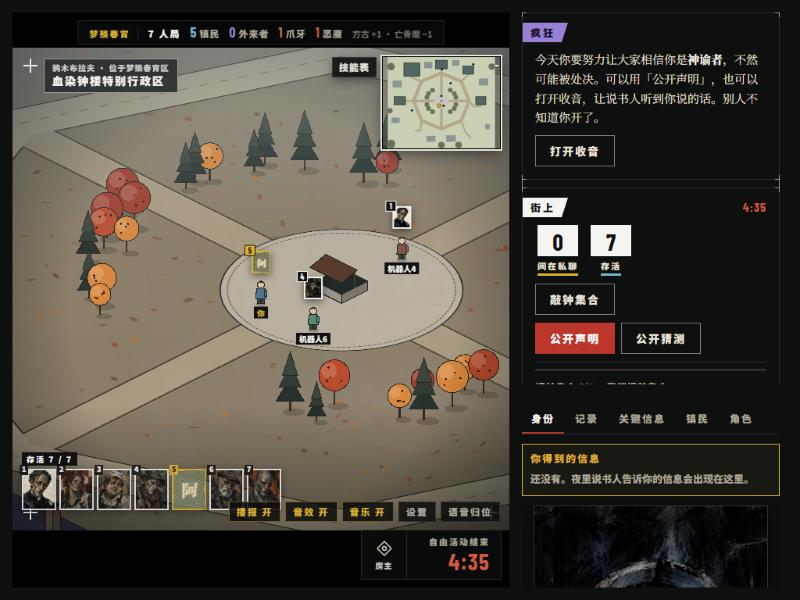 梦殒春宵 7 人局 5 镇民 0 外来者 1 爪牙 1 恶魔 方古 +1 · 亡骨魔 −1
鸦木布拉夫 · 位于梦殒春宵区
血染钟楼特别行政区
技能表
1
机器人4
5
你
4
机器人6
存活 7 / 7
1 2 3 4 5 6 7
播报 开 音效 开 音乐 开 设置 语音归位
房主
自由活动结束
4:35
疯狂
今天你要努力让大家相信你是神谕者，不然
可能被处决。可以用「公开声明」，也可以
打开收音，让说书人听到你说的话。别人不
知道你开了。
打开收音
街上 4:35
0 7
间在私聊 存活
敲钟集合
公开声明 公开猜测
身份 记录 关键信息 镇民 角色
你得到的信息
还没有。夜里说书人告诉你的信息会出现在这里。